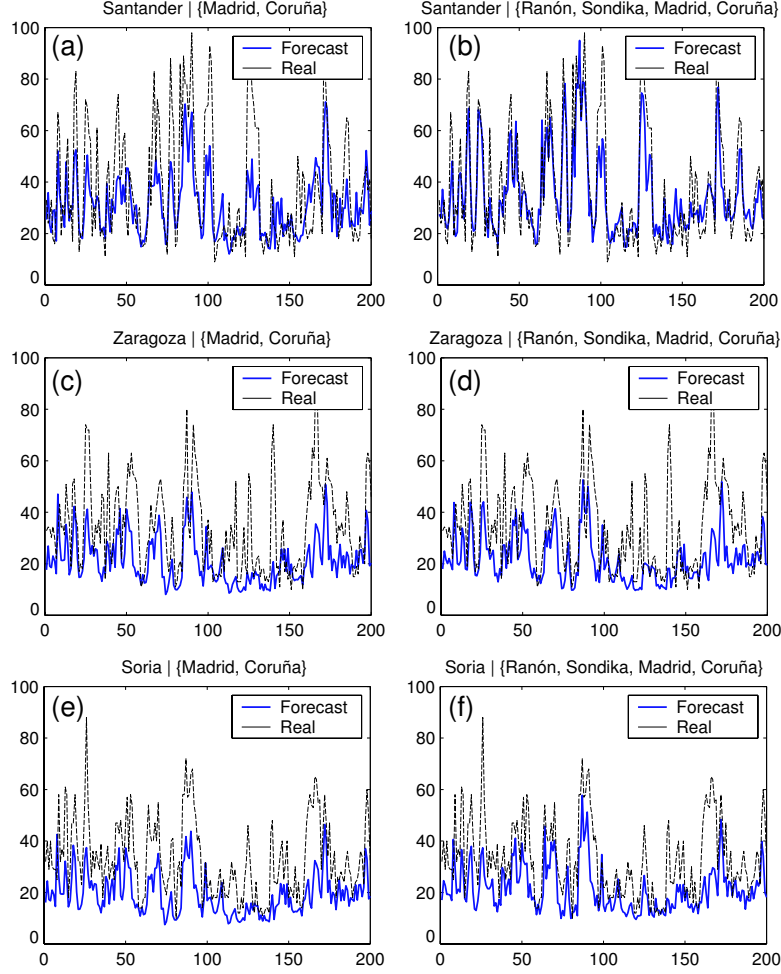 Santander | {Madrid, Coruña}
(a)
Forecast
Real
100
80
60
40
20
0
0 50 100 150 200
Santander | {Ranón, Sondika, Madrid, Coruña}
(b)
Forecast
Real
100
80
60
40
20
0
0 50 100 150 200
Zaragoza | {Madrid, Coruña}
(c)
Forecast
Real
100
80
60
40
20
0
0 50 100 150 200
Zaragoza | {Ranón, Sondika, Madrid, Coruña}
(d)
Forecast
Real
100
80
60
40
20
0
0 50 100 150 200
Soria | {Madrid, Coruña}
(e)
Forecast
Real
100
80
60
40
20
0
0 50 100 150 200
Soria | {Ranón, Sondika, Madrid, Coruña}
(f)
Forecast
Real
100
80
60
40
20
0
0 50 100 150 200